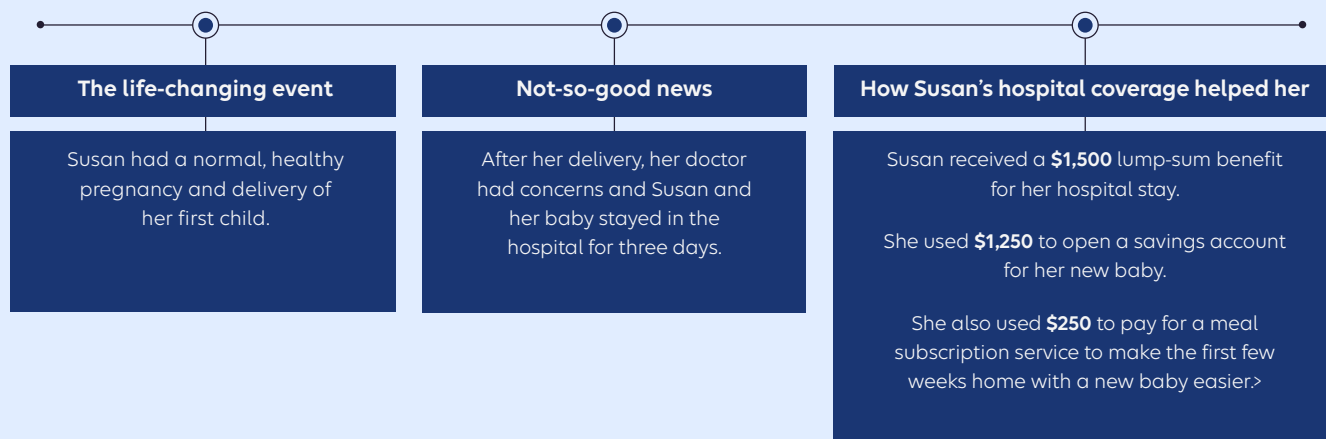 The life-changing event
Susan had a normal, healthy
pregnancy and delivery of
her first child.
Not-so-good news
After her delivery, her doctor
had concerns and Susan and
her baby stayed in the
hospital for three days.
How Susan’s hospital coverage helped her
Susan received a $1,500 lump-sum benefit
for her hospital stay.
She used $1,250 to open a savings account
for her new baby.
She also used $250 to pay for a meal
subscription service to make the first few
weeks home with a new baby easier.>